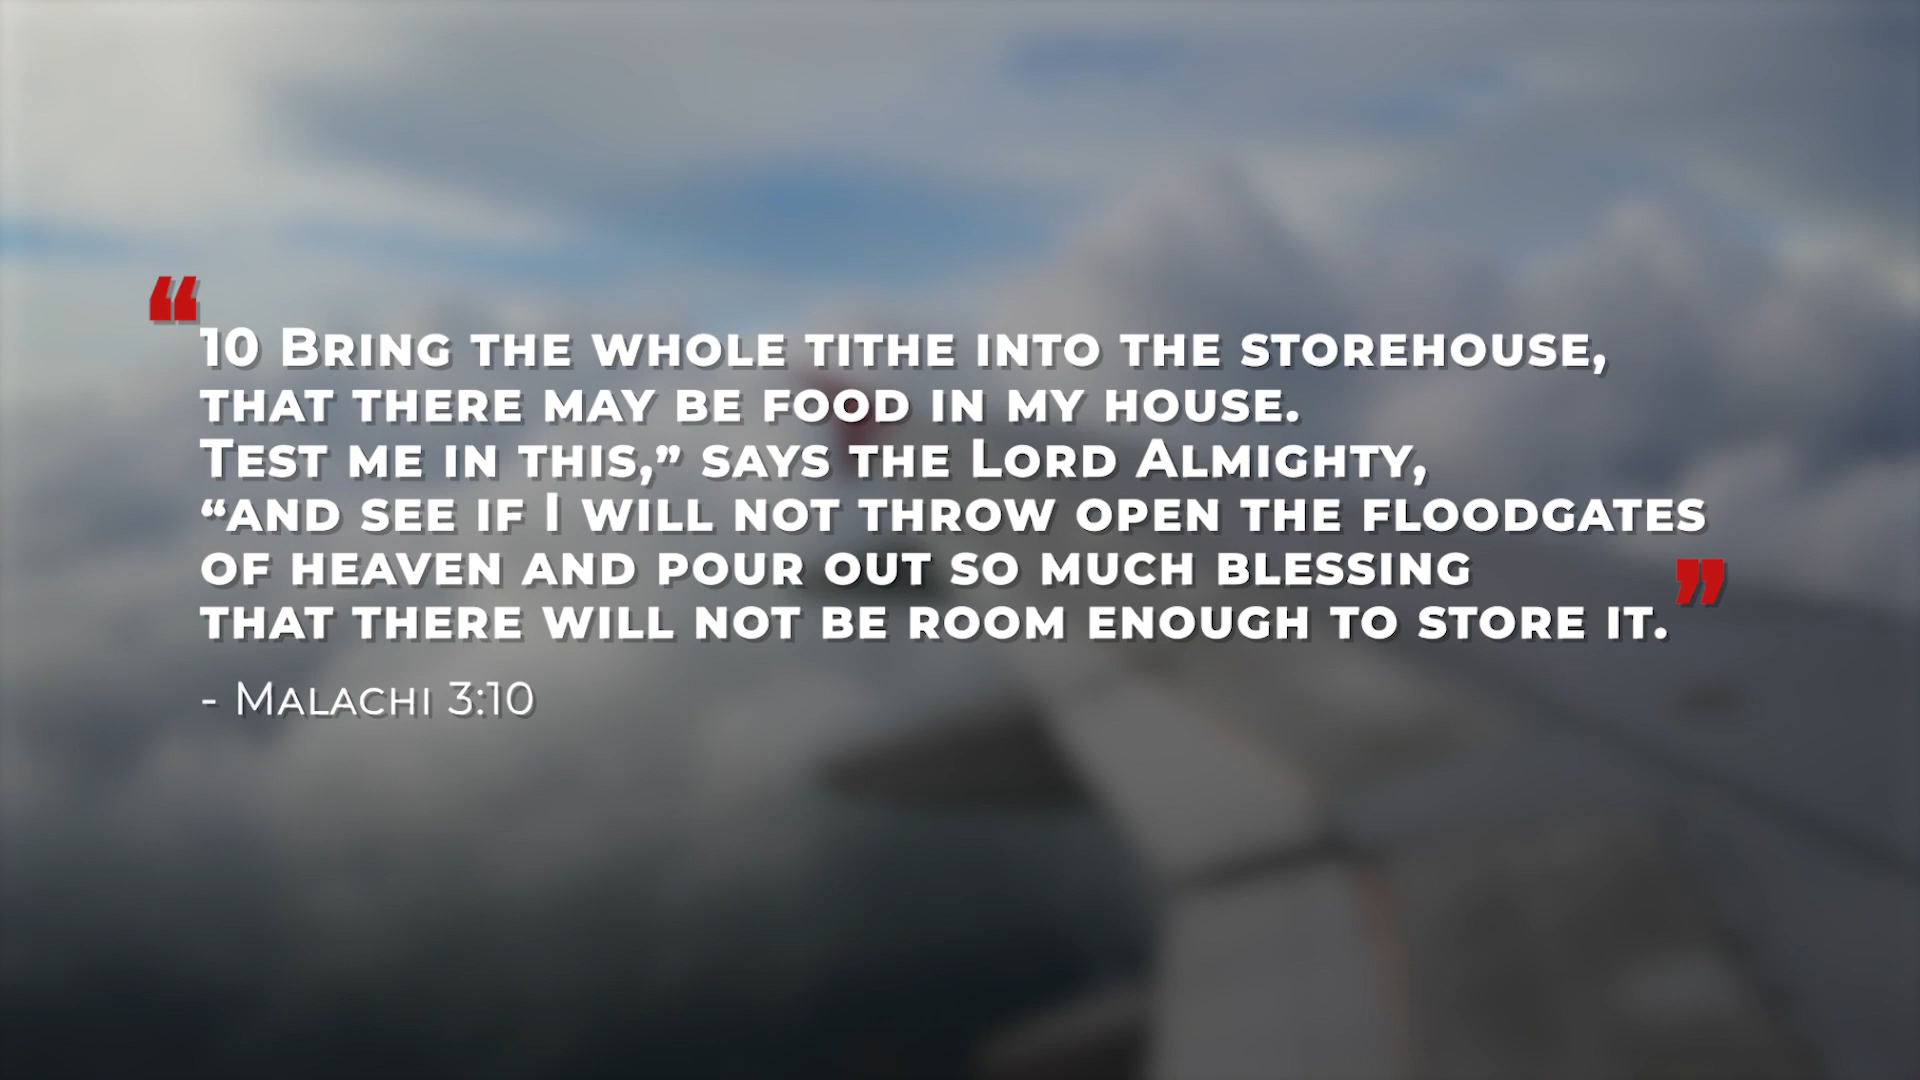 “10 Bring the whole tithe into the storehouse,
that there may be food in my house.
Test me in this,” says the Lord Almighty,
“and see if I will not throw open the floodgates
of heaven and pour out so much blessing
that there will not be room enough to store it.”
- Malachi 3:10